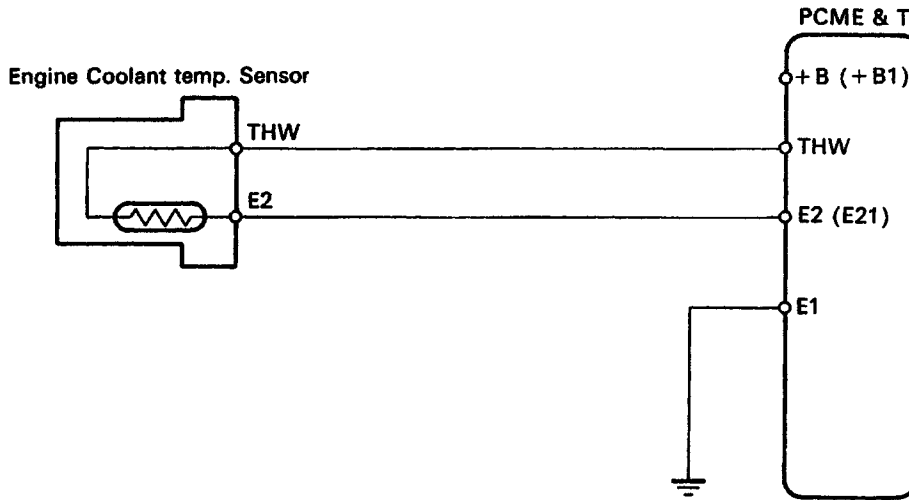 PCME & T
Engine Coolant temp. Sensor
+B (+B1)
THW
THW
E2
E2 (E21)
E1